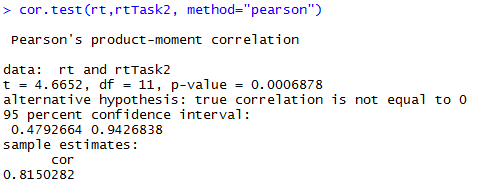 > cor.test(rt,rtTask2, method="pearson")
Pearson's product-moment correlation
data:  rt and rtTask2
t = 4.6652, df = 11, p-value = 0.0006878
alternative hypothesis: true correlation is not equal to 0
95 percent confidence interval:
 0.4792664 0.9426838
sample estimates:
      cor
0.8150282